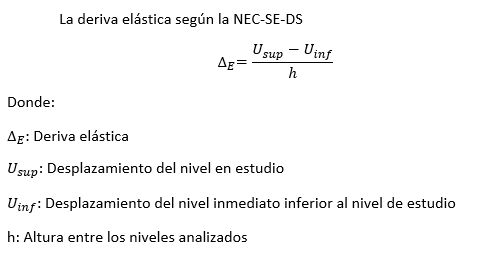 La deriva elástica según la NEC-SE-DS
Δ_E = (U_sup − U_inf) / h
Donde:
Δ_E: Deriva elástica
U_sup: Desplazamiento del nivel en estudio
U_inf: Desplazamiento del nivel inmediato inferior al nivel de estudio
h: Altura entre los niveles analizados